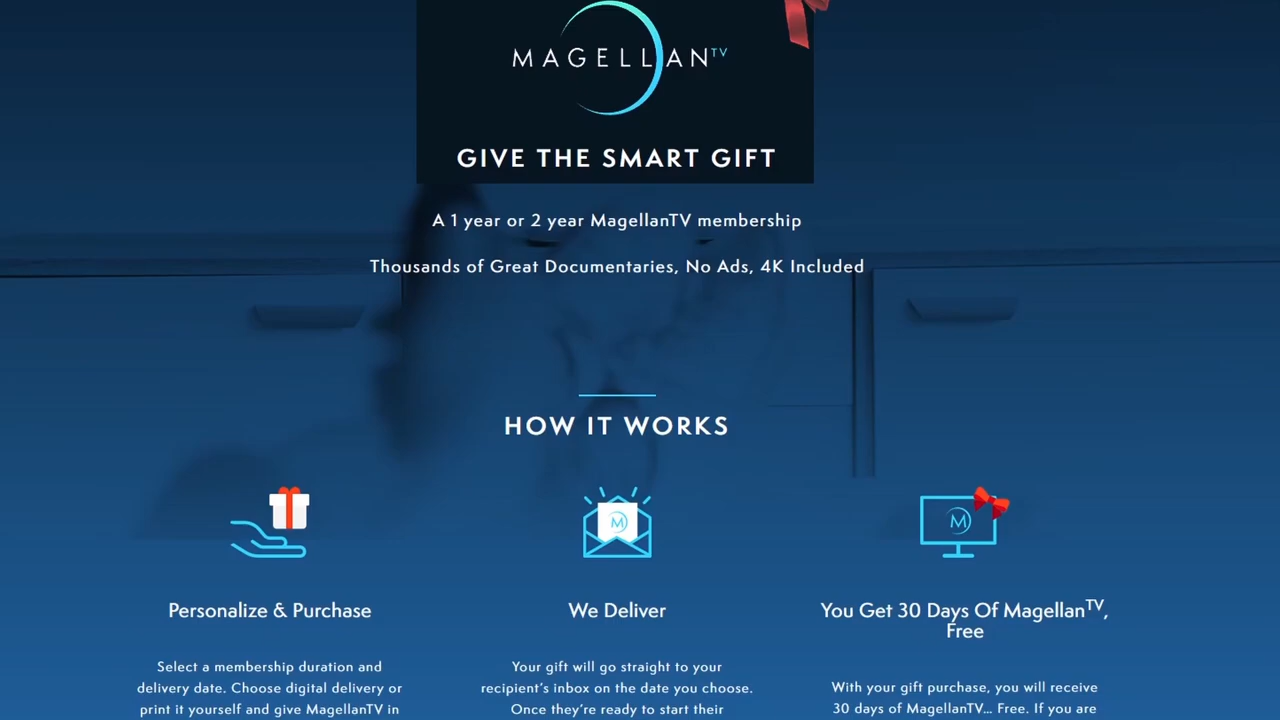 MAGELLANTV
GIVE THE SMART GIFT
A 1 year or 2 year MagellanTV membership
Thousands of Great Documentaries, No Ads, 4K Included
HOW IT WORKS
M
M
Personalize & Purchase
We Deliver
You Get 30 Days Of MagellanTV,
Free
Select a membership duration and
delivery date. Choose digital delivery or
print it yourself and give MagellanTV in
Your gift will go straight to your
recipient's inbox on the date you choose.
Once they're ready to start their
With your gift purchase, you will receive
30 days of MagellanTV... Free. If you are